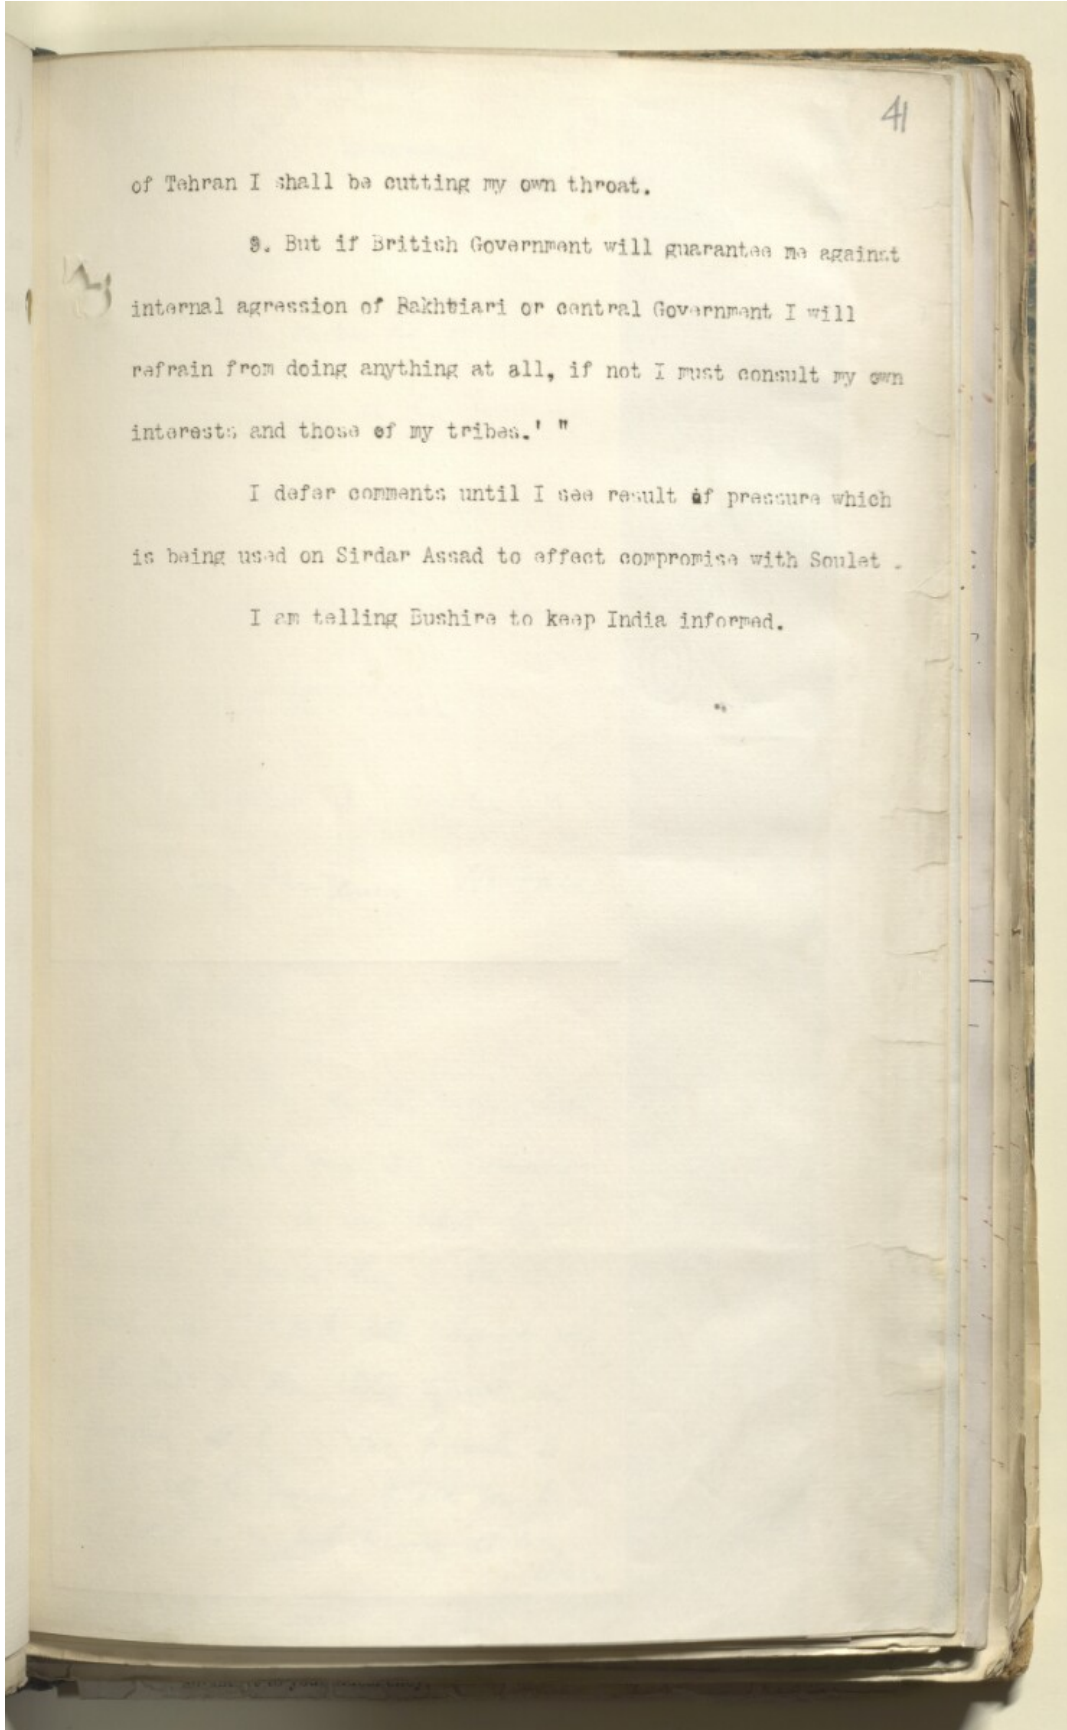 41
of Tehran I shall be cutting my own throat.
9. But if British Government will guarantee me against
internal agression of Bakhtiari or central Government I will
refrain from doing anything at all, if not I must consult my own
interests and those of my tribes.' "
I defer comments until I see result of pressure which
is being used on Sirdar Assad to effect compromise with Soulet .
I am telling Bushire to keep India informed.